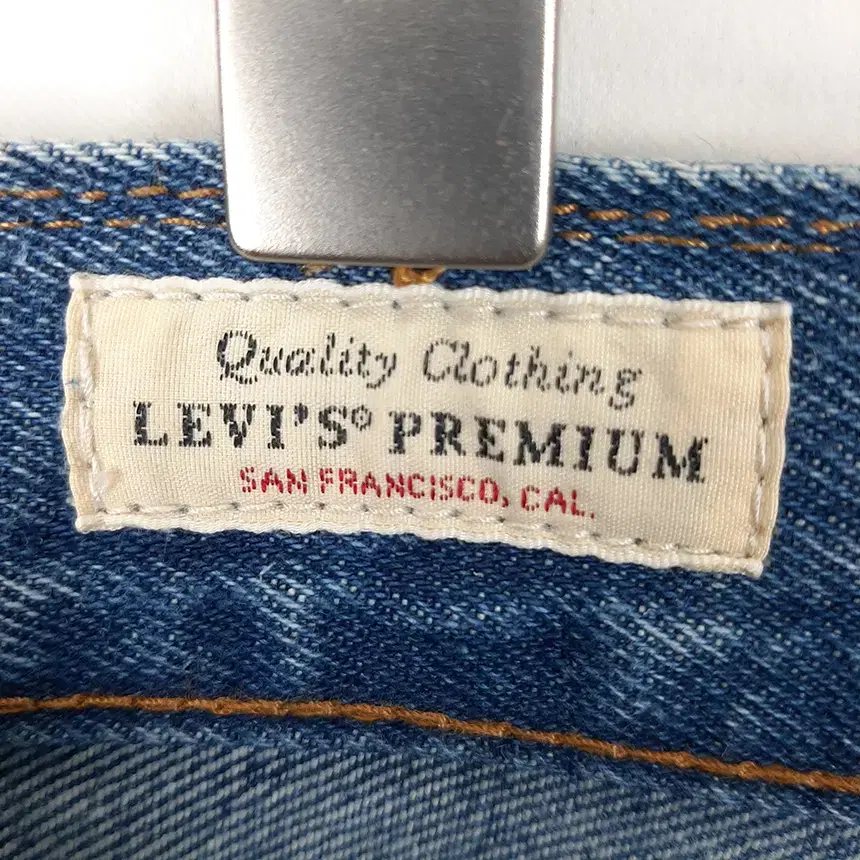 Quality Clothing
LEVI'S® PREMIUM
SAN FRANCISCO, CAL.